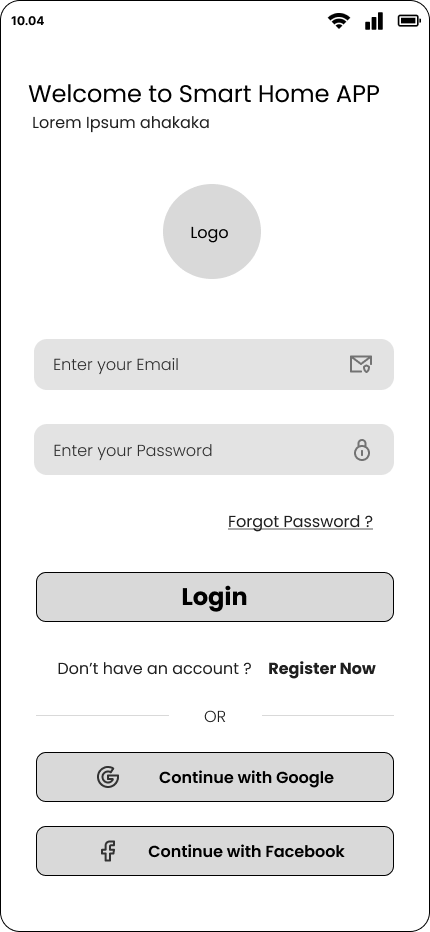 10.04
Welcome to Smart Home APP
Lorem Ipsum ahakaka
Logo
Enter your Email
Enter your Password
Forgot Password ?
Login
Don't have an account ? Register Now
OR
Continue with Google
Continue with Facebook